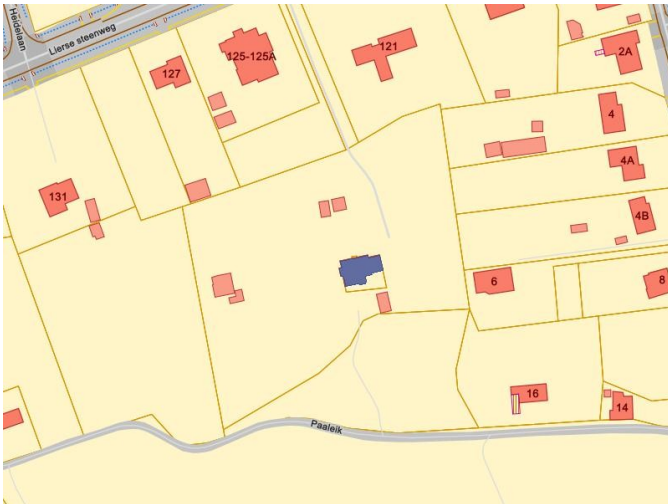 Heidelaan
Lierse steenweg
127
125-125A
121
2A
4
4A
4B
131
6
8
16
14
Paaleik